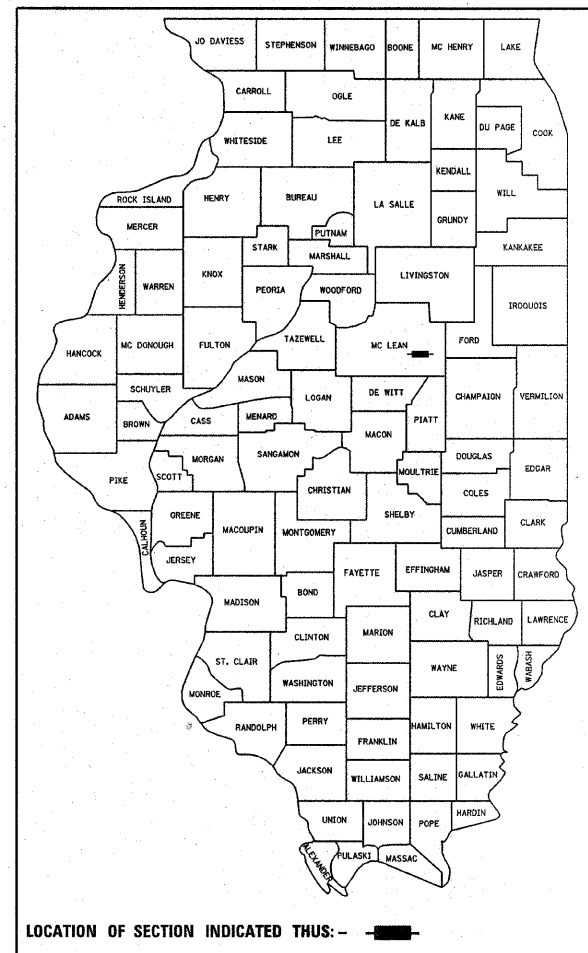 JO DAVIESS STEPHENSON WINNEBAGO BOONE MC HENRY LAKE
CARROLL OGLE DE KALB KANE DU PAGE COOK
WHITESIDE LEE KENDALL WILL
ROCK ISLAND HENRY BUREAU LA SALLE GRUNDY
MERCER STARK PUTNAM KANKAKEE
HENDERSON WARREN KNOX MARSHALL LIVINGSTON
PEORIA WOODFORD IROQUOIS
HANCOCK MC DONOUGH FULTON TAZEWELL MC LEAN FORD
SCHUYLER MASON LOGAN DE WITT CHAMPAIGN VERMILION
ADAMS BROWN CASS MENARD MACON PIATT
PIKE SCOTT MORGAN SANGAMON MOULTRIE DOUGLAS EDGAR
CHRISTIAN COLES
GREENE MACOUPIN MONTGOMERY SHELBY CUMBERLAND CLARK
CALHOUN JERSEY FAYETTE EFFINGHAM JASPER CRAWFORD
MADISON BOND CLAY RICHLAND LAWRENCE
CLINTON MARION WAYNE EDWARDS WABASH
ST. CLAIR WASHINGTON JEFFERSON
MONROE RANDOLPH PERRY HAMILTON WHITE
FRANKLIN
JACKSON WILLIAMSON SALINE GALLATIN
UNION JOHNSON POPE HARDIN
ALEXANDER PULASKI MASSAC
LOCATION OF SECTION INDICATED THUS: -